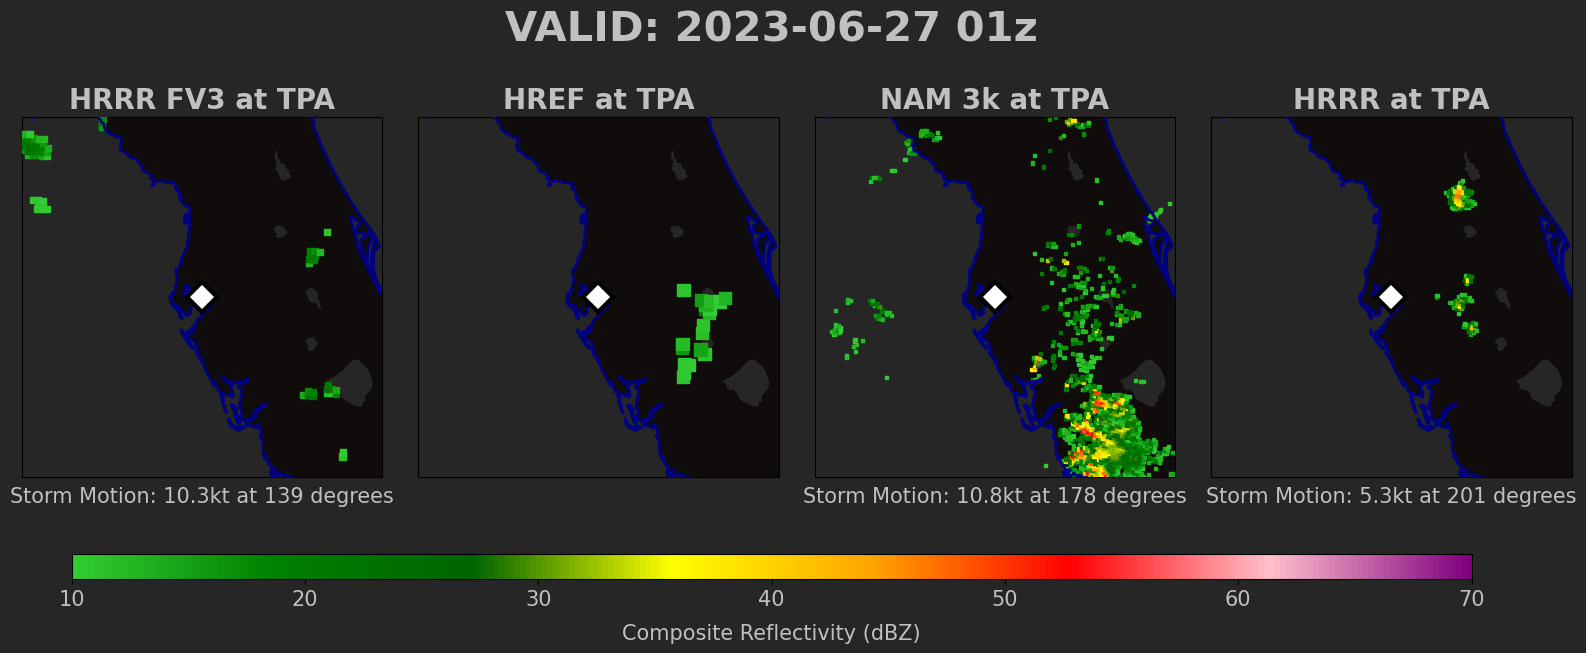 VALID: 2023-06-27 01z
HRRR FV3 at TPA
HREF at TPA
NAM 3k at TPA
HRRR at TPA
Storm Motion: 10.3kt at 139 degrees
Storm Motion: 10.8kt at 178 degrees
Storm Motion: 5.3kt at 201 degrees
10 20 30 40 50 60 70
Composite Reflectivity (dBZ)